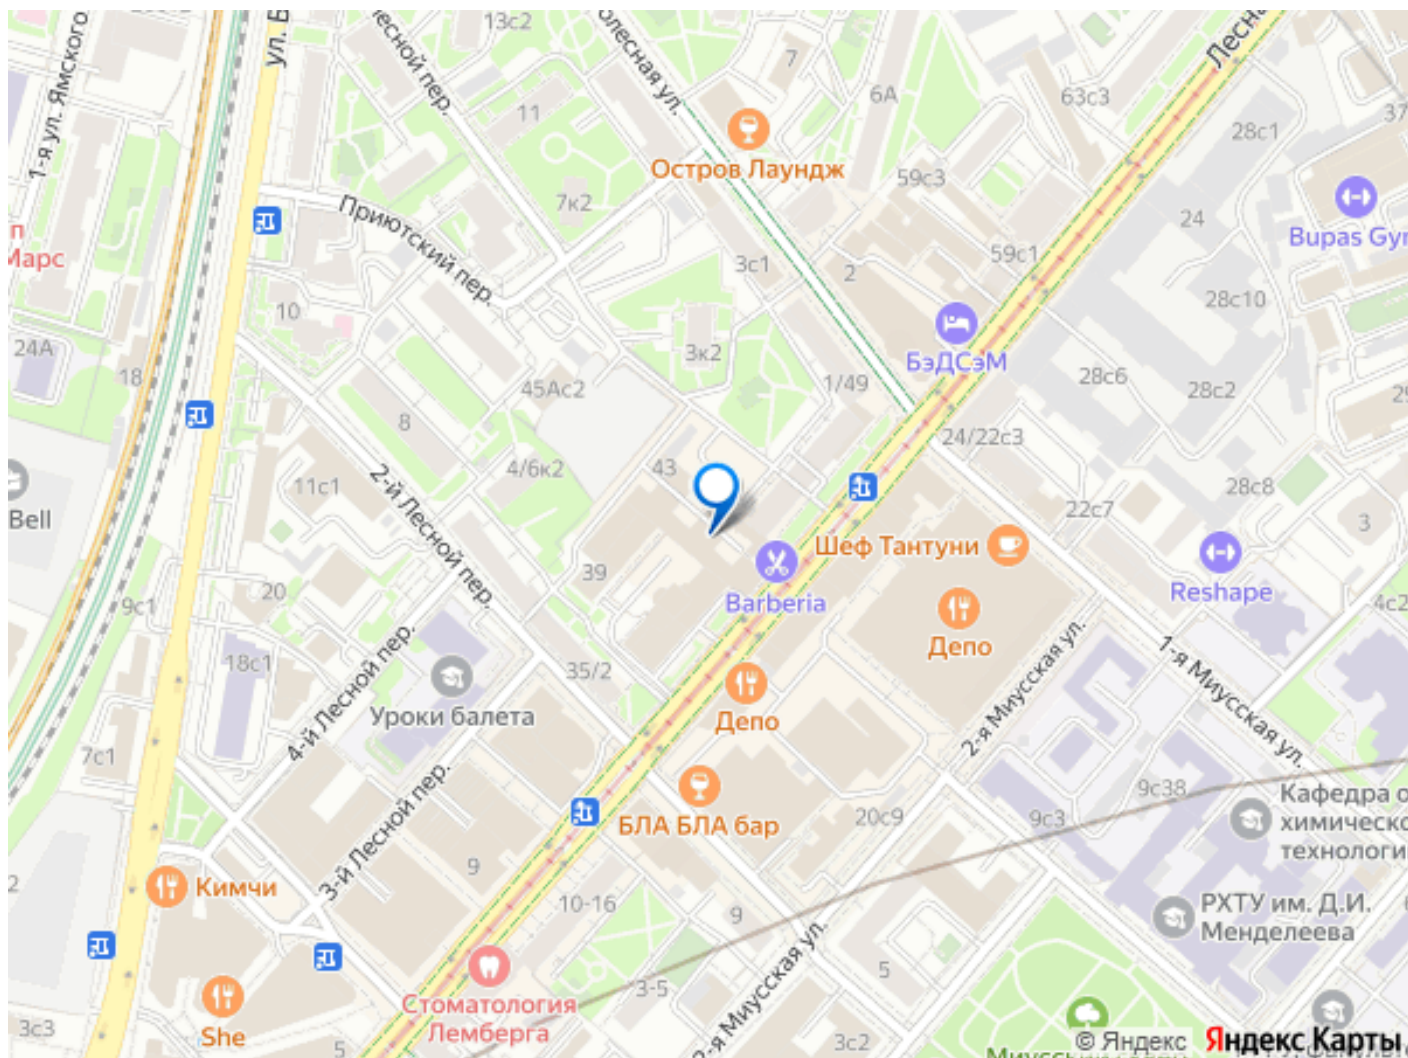 13с2
ул. Б
олесная ул.
Лесна
1-я ул. Ямского
лесной пер.
7
6А
63с3
11
28с1
37
Остров Лаундж
59с3
7к2
24
Приютский пер.
Bupas Gyr
п
Марс
3с1
2
59с1
10
28с10
24А
3к2
БэДСэМ
18
45Ас2
1/49
28с6
28с2
29
8
24/22с3
4/6к2
43
11с1
28с8
2-й Лесной пер.
Bell
22с7
3
Шеф Тантуни
39
20
Barberia
Reshape
9с1
4с2
Депо
18с1
35/2
4-й Лесной пер.
1-я Миусская ул.
2-я Миусская ул.
Уроки балета
Депо
7с1
9с38
Кафедра о
химическо
технологи
БЛА БЛА бар
20с9
9с3
3-й Лесной пер.
9
Кимчи
10-16
9
РХТУ им. Д.И.
Менделеева
2
6
5
3-5
2-я Миусская ул.
Стоматология
Лемберга
3с3
She
5
3с2
© Яндекс
Яндекс Карты